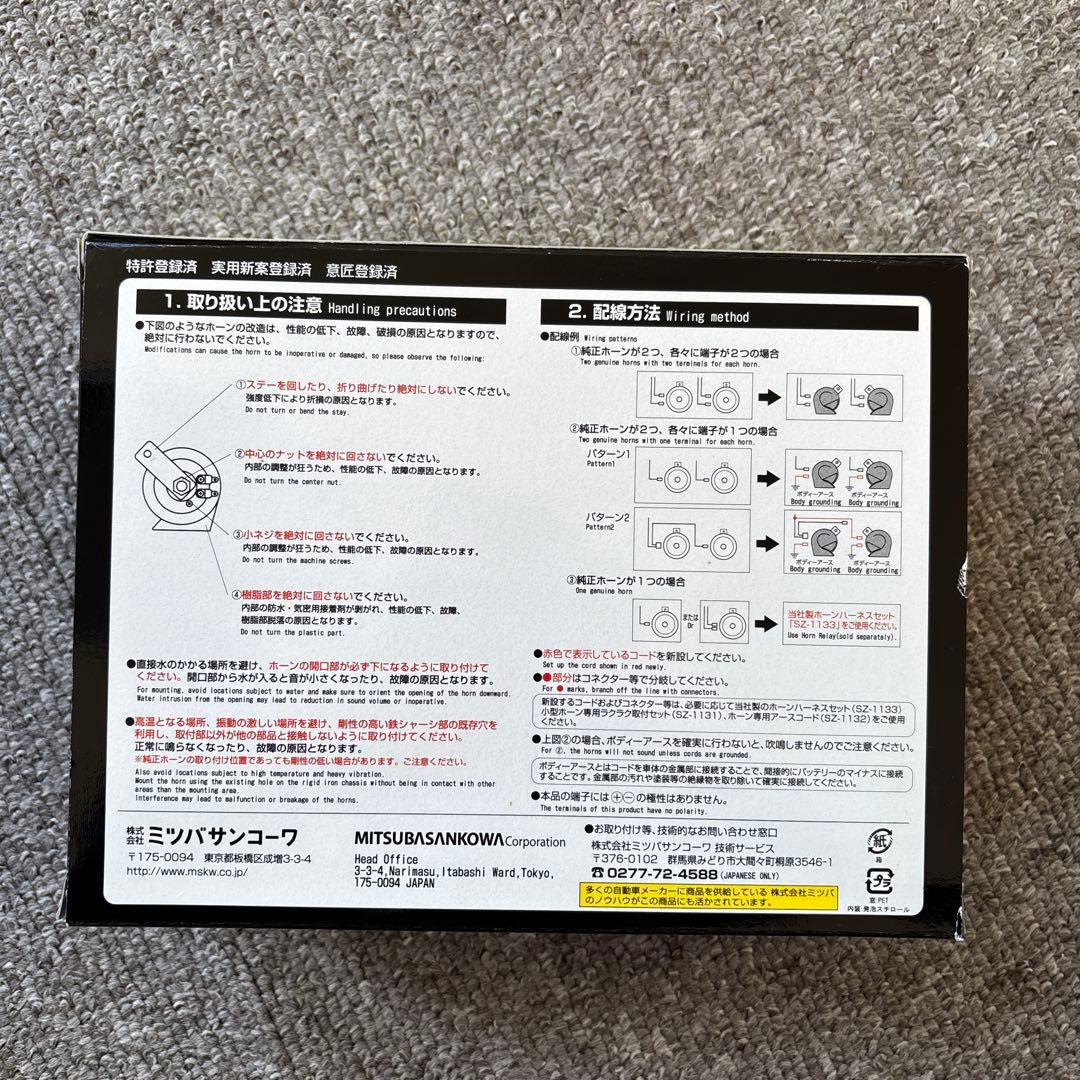 特許登録済　実用新案登録済　意匠登録済
1. 取り扱い上の注意 Handling precautions
●下図のようなホーンの改造は、性能の低下、故障、破損の原因となりますので、
絶対に行わないでください。
Modifications can cause the horn to be inoperative or damaged, so please observe the following:
①ステーを回したり、折り曲げたり絶対にしないでください。
強度低下により折損の原因となります。
Do not turn or bend the stay.
②中心のナットを絶対に回さないでください。
内部の調整が狂うため、性能の低下、故障の原因となります。
Do not turn the center nut.
③小ネジを絶対に回さないでください。
内部の調整が狂うため、性能の低下、故障の原因となります。
Do not turn the machine screws.
④樹脂部を絶対に回さないでください。
内部の防水・気密用接着剤が剥がれ、性能の低下、故障、
樹脂部脱落の原因となります。
Do not turn the plastic part.
●直接水のかかる場所を避け、ホーンの開口部が必ず下になるように取り付けて
ください。開口部から水が入ると音が小さくなったり、故障の原因となります。
For mounting, avoid locations subject to water and make sure to orient the opening of the horn downward.
Water intrusion from the opening may lead to reduction in sound volume or inoperative.
●高温となる場所、振動の激しい場所を避け、剛性の高い鉄シャーシ部の既存穴を
利用し、取付部以外が他の部品と接触しないように取り付けてください。
正常に鳴らなくなったり、故障の原因となります。
※純正ホーンの取り付け位置であっても剛性の低い場合があります。ご注意ください。
Also avoid locations subject to high temperature and heavy vibration.
Mount the horn using the existing hole on the rigid iron chassis without being in contact with other
areas than the mounting area.
Interference may lead to malfunction or breakage of the horns.
2. 配線方法 Wiring method
●配線例 Wiring patterns
①純正ホーンが2つ、各々に端子が2つの場合
Two genuine horns with two terminals for each horn.
②純正ホーンが2つ、各々に端子が1つの場合
Two genuine horns with one terminal for each horn.
パターン1
Pattern1
ボディーアース ボディーアース
Body grounding Body grounding
パターン2
Pattern2
ボディーアース ボディーアース
Body grounding Body grounding
③純正ホーンが1つの場合
One genuine horn
または
Or
当社製ホーンハーネスセット
「SZ-1133」をご使用ください。
Use Horn Relay(sold separately).
●赤色で表示しているコードを新設してください。
Set up the cord shown in red newly.
●●部分はコネクター等で分岐してください。
For ● marks, branch off the line with connectors.
新設するコードおよびコネクター等は、必要に応じて当社製のホーンハーネスセット(SZ-1133)
小型ホーン専用ラクラク取付セット(SZ-1131)、ホーン専用アースコード(SZ-1132)をご使用
ください。
●上図②の場合、ボディーアースを確実に行わないと、吹鳴しませんのでご注意ください。
For ②, the horns will not sound unless cords are grounded.
ボディーアースとはコードを車体の金属部に接続することで、間接的にバッテリーのマイナスに接続
することです。金属部の汚れや塗装等の絶縁物を取り除いて確実に接続してください。
●本品の端子には⊕⊖の極性はありません。
The terminals of this product have no polarity.
株式会社 ミツバサンコーワ
〒175-0094　東京都板橋区成増3-3-4
http://www.mskw.co.jp/
MITSUBASANKOWA Corporation
Head Office
3-3-4,Narimasu,Itabashi Ward,Tokyo,
175-0094 JAPAN
●お取り付け等、技術的なお問い合わせ窓口
株式会社ミツバサンコーワ 技術サービス
〒376-0102　群馬県みどり市大間々町桐原3546-1
☎0277-72-4588 (JAPANESE ONLY)
多くの自動車メーカーに商品を供給している 株式会社ミツバ
のノウハウがこの商品にも活かされています。
紙
箱
プラ
窓:PET
内装:発泡スチロール